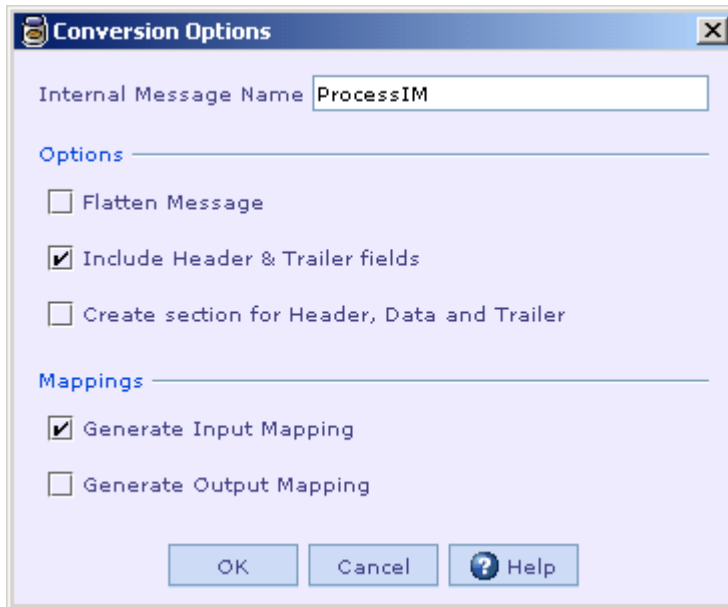 Conversion Options
Internal Message Name ProcessIM
Options
Flatten Message
Include Header & Trailer fields
Create section for Header, Data and Trailer
Mappings
Generate Input Mapping
Generate Output Mapping
OK Cancel Help